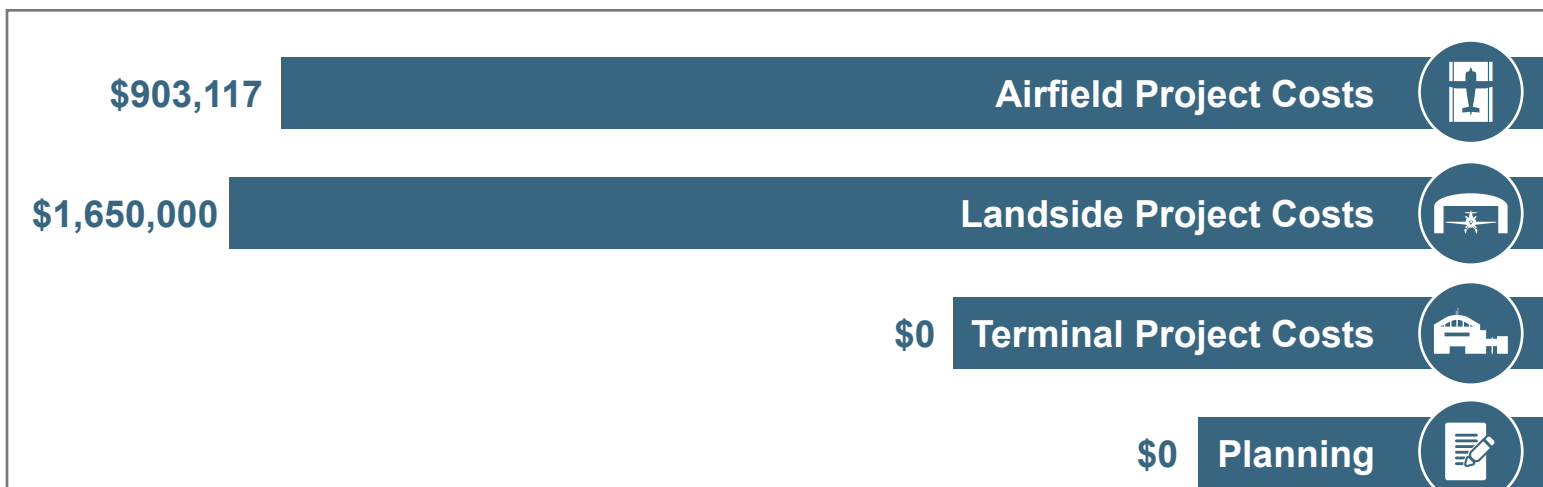 $903,117 Airfield Project Costs
$1,650,000 Landside Project Costs
$0 Terminal Project Costs
$0 Planning